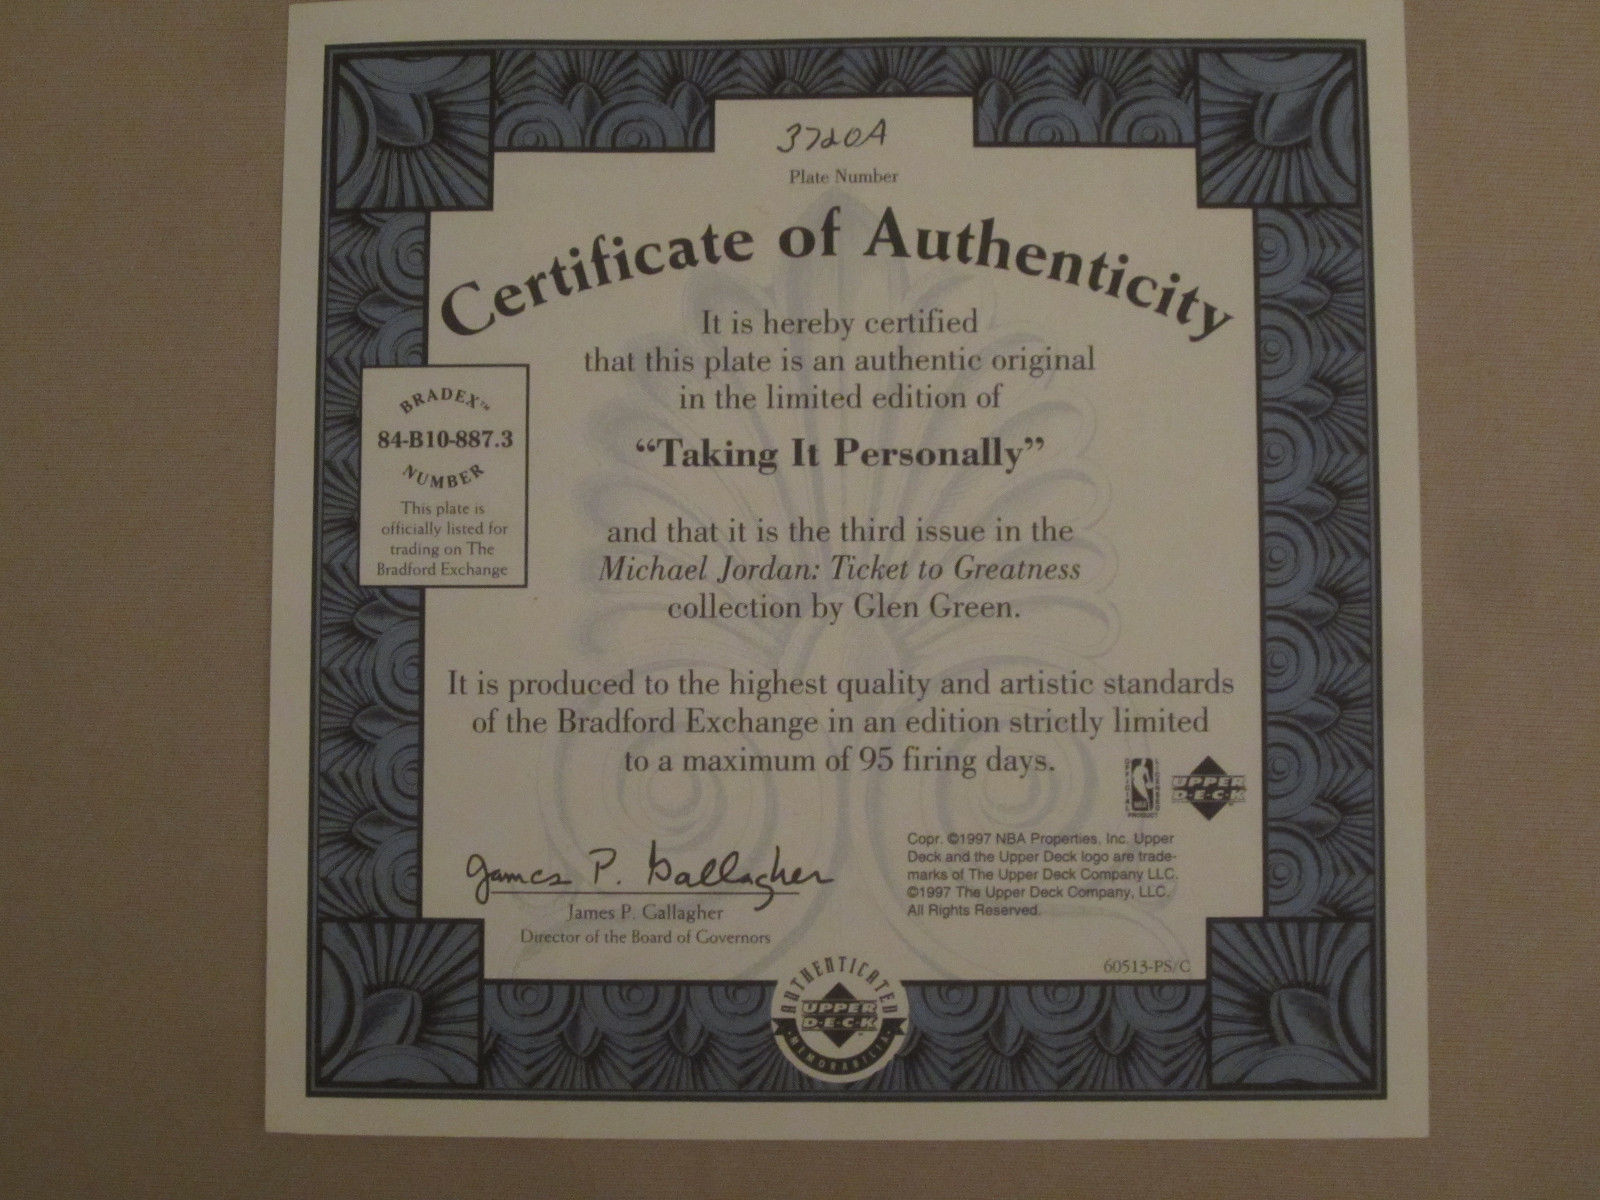 3720A
Plate Number
Certificate of Authenticity
It is hereby certified
that this plate is an authentic original
in the limited edition of
“Taking It Personally”
and that it is the third issue in the
Michael Jordan: Ticket to Greatness
collection by Glen Green.
It is produced to the highest quality and artistic standards
of the Bradford Exchange in an edition strictly limited
to a maximum of 95 firing days.
BRADEX™
84-B10-887.3
NUMBER
This plate is
officially listed for
trading on The
Bradford Exchange
OFFICIAL LICENSED
NBA
PRODUCT
UPPER
D·E·C·K
James P. Gallagher
James P. Gallagher
Director of the Board of Governors
Copr. ©1997 NBA Properties, Inc. Upper
Deck and the Upper Deck logo are trade-
marks of The Upper Deck Company LLC.
©1997 The Upper Deck Company, LLC.
All Rights Reserved.
60513-PS/C
AUTHENTICATED
UPPER
D·E·C·K
MEMORABILIA